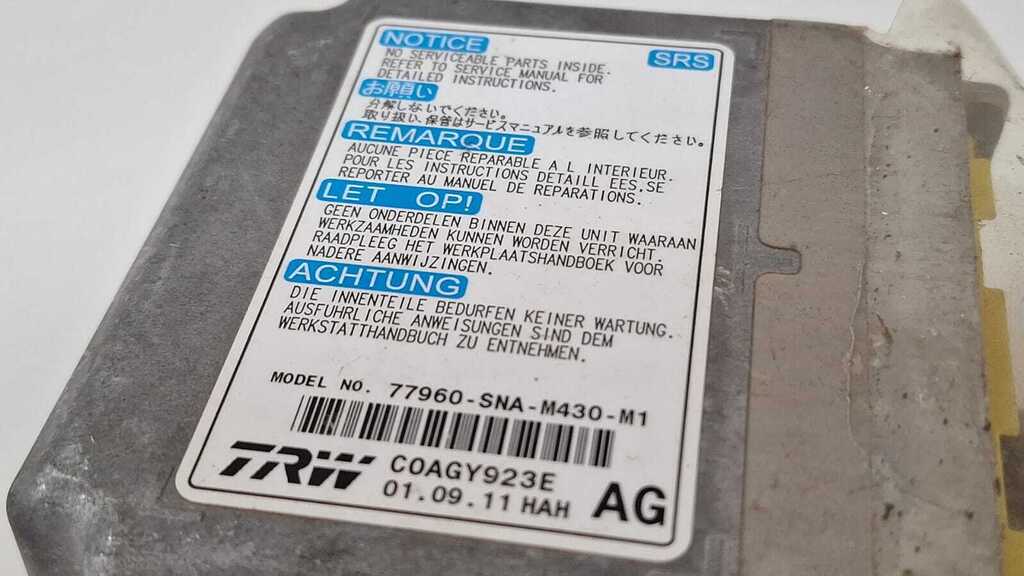 NOTICE
SRS
NO SERVICEABLE PARTS INSIDE.
REFER TO SERVICE MANUAL FOR
DETAILED INSTRUCTIONS.
お願い
分解しないでください。
取り扱い、保管はサービスマニュアルを参照してください。
REMARQUE
AUCUNE PIECE REPARABLE A L INTERIEUR.
POUR LES INSTRUCTIONS DETAILL EES.SE
REPORTER AU MANUEL DE REPARATIONS.
LET OP!
GEEN ONDERDELEN BINNEN DEZE UNIT WAARAAN
WERKZAAMHEDEN KUNNEN WORDEN VERRICHT.
RAADPLEEG HET WERKPLAATSHANDBOEK VOOR
NADERE AANWIJZINGEN.
ACHTUNG
DIE INNENTEILE BEDURFEN KEINER WARTUNG.
AUSFUHRLICHE ANWEISUNGEN SIND DEM
WERKSTATTHANDBUCH ZU ENTNEHMEN.
MODEL NO. 77960-SNA-M430-M1
TRW
C0AGY923E
01.09.11 HAH
AG